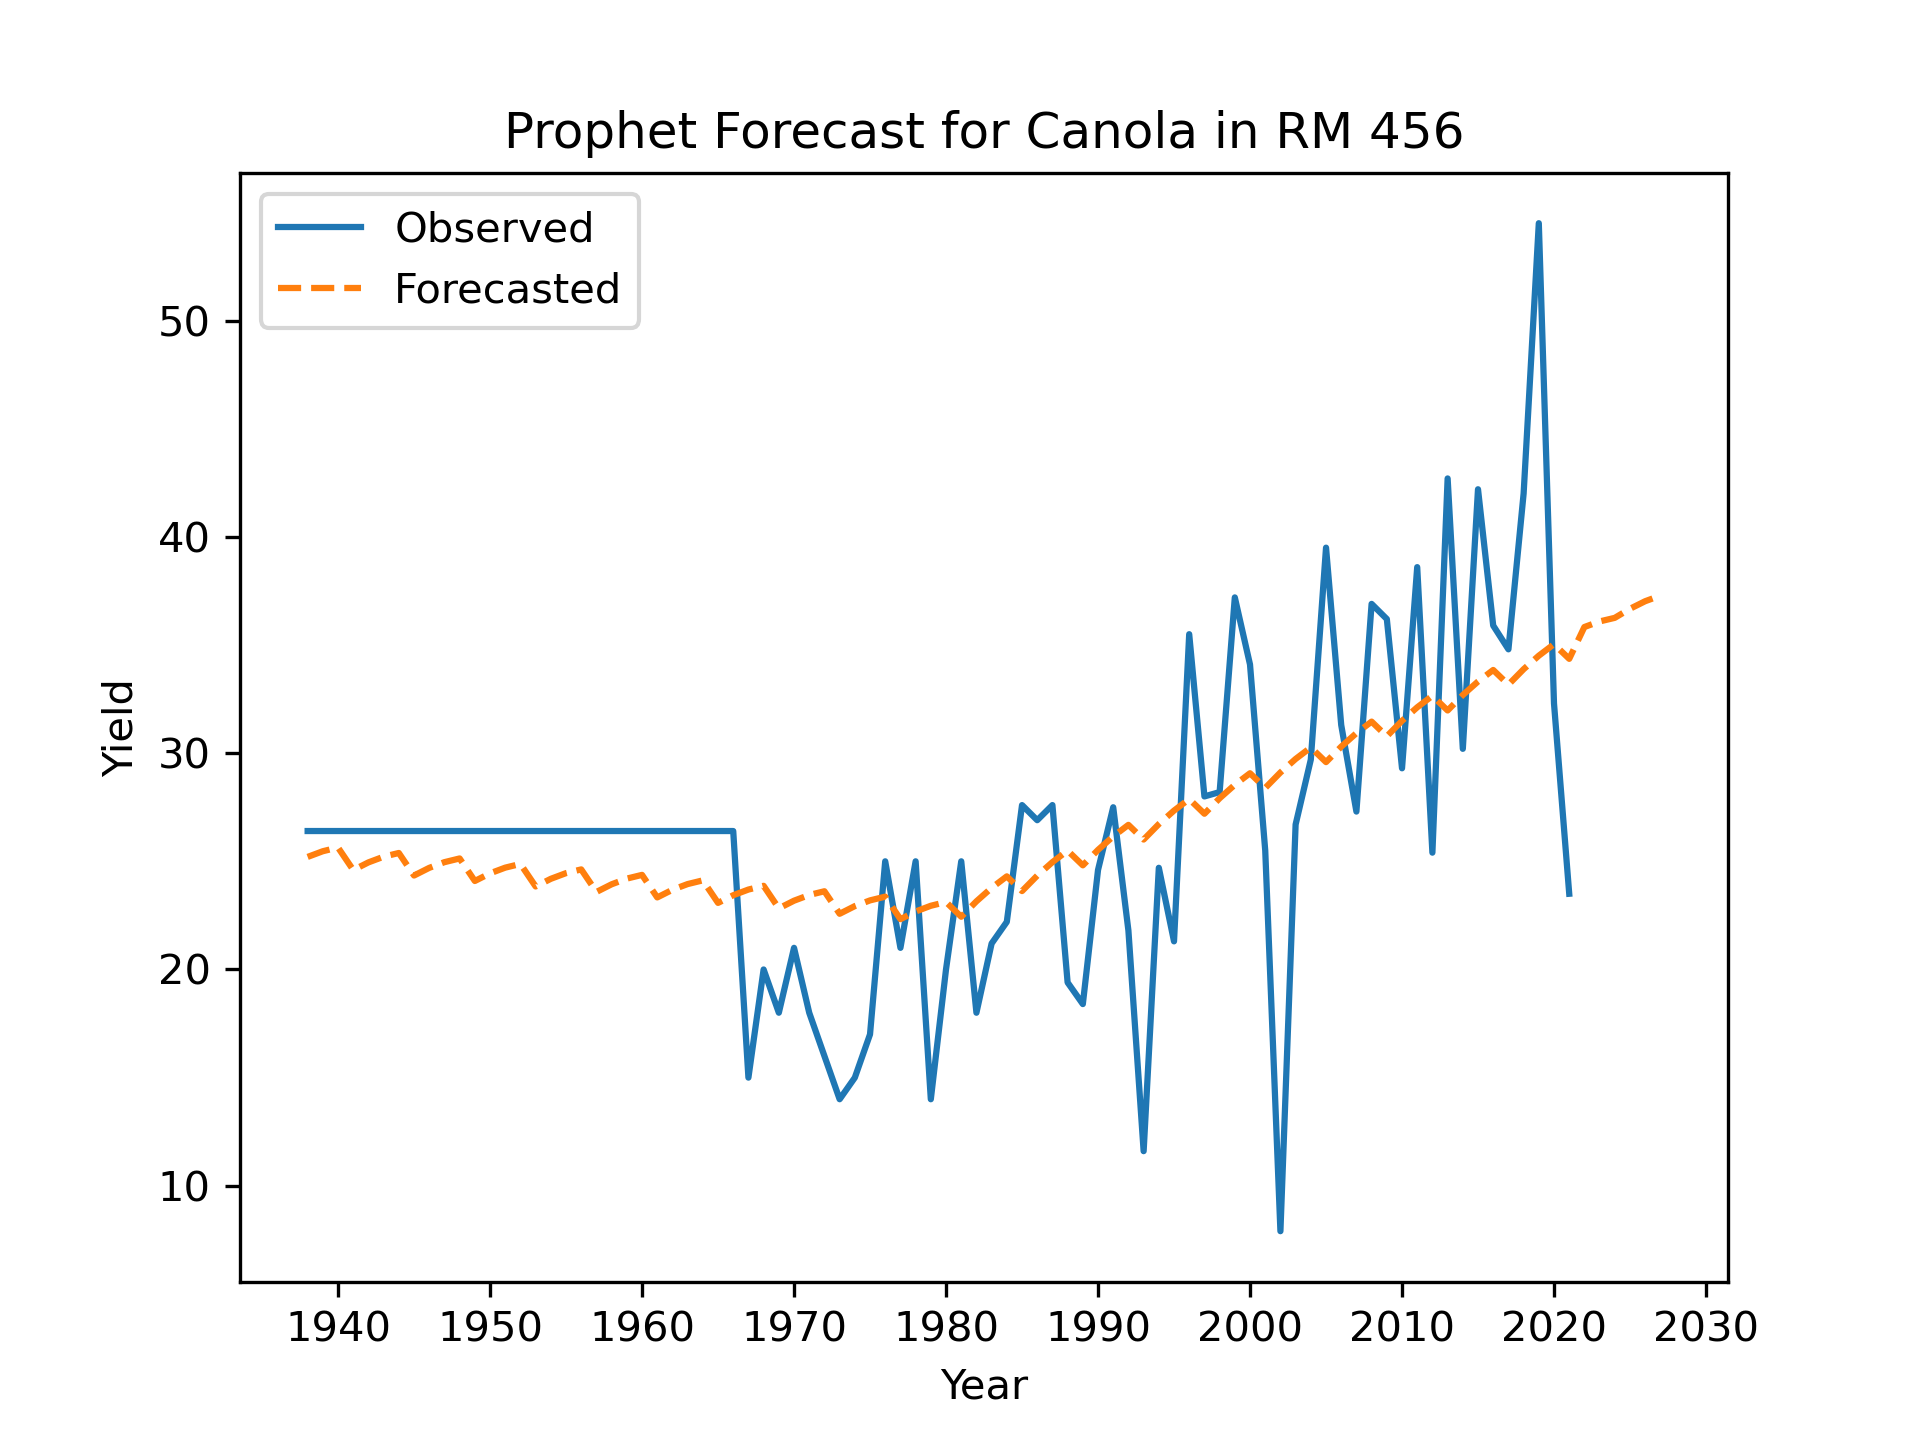 Prophet Forecast for Canola in RM 456
Observed
Forecasted
50
40
30
20
10
Yield
1940 1950 1960 1970 1980 1990 2000 2010 2020 2030
Year